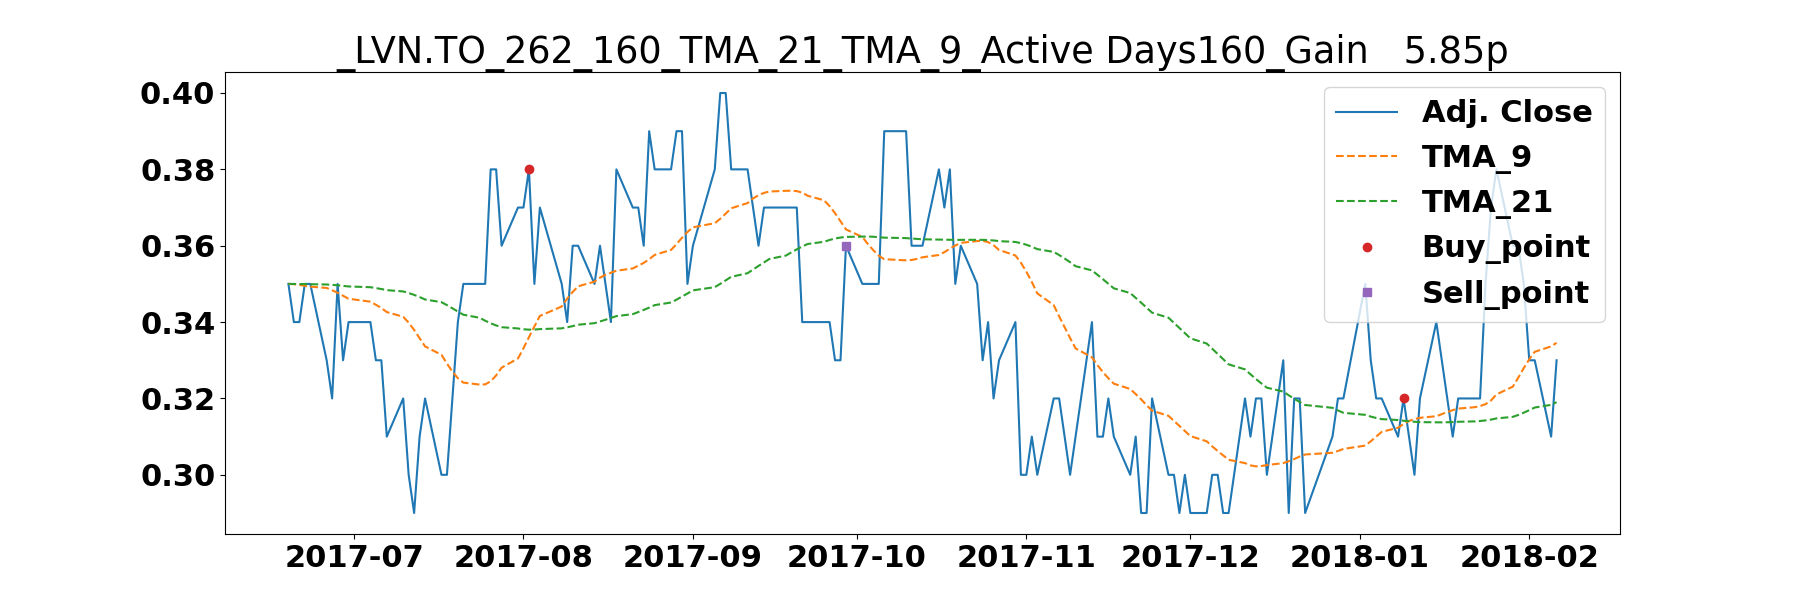 _LVN.TO_262_160_TMA_21_TMA_9_Active Days160_Gain   5.85p
0.40
0.38
0.36
0.34
0.32
0.30
Adj. Close
TMA_9
TMA_21
Buy_point
Sell_point
2017-07 2017-08 2017-09 2017-10 2017-11 2017-12 2018-01 2018-02